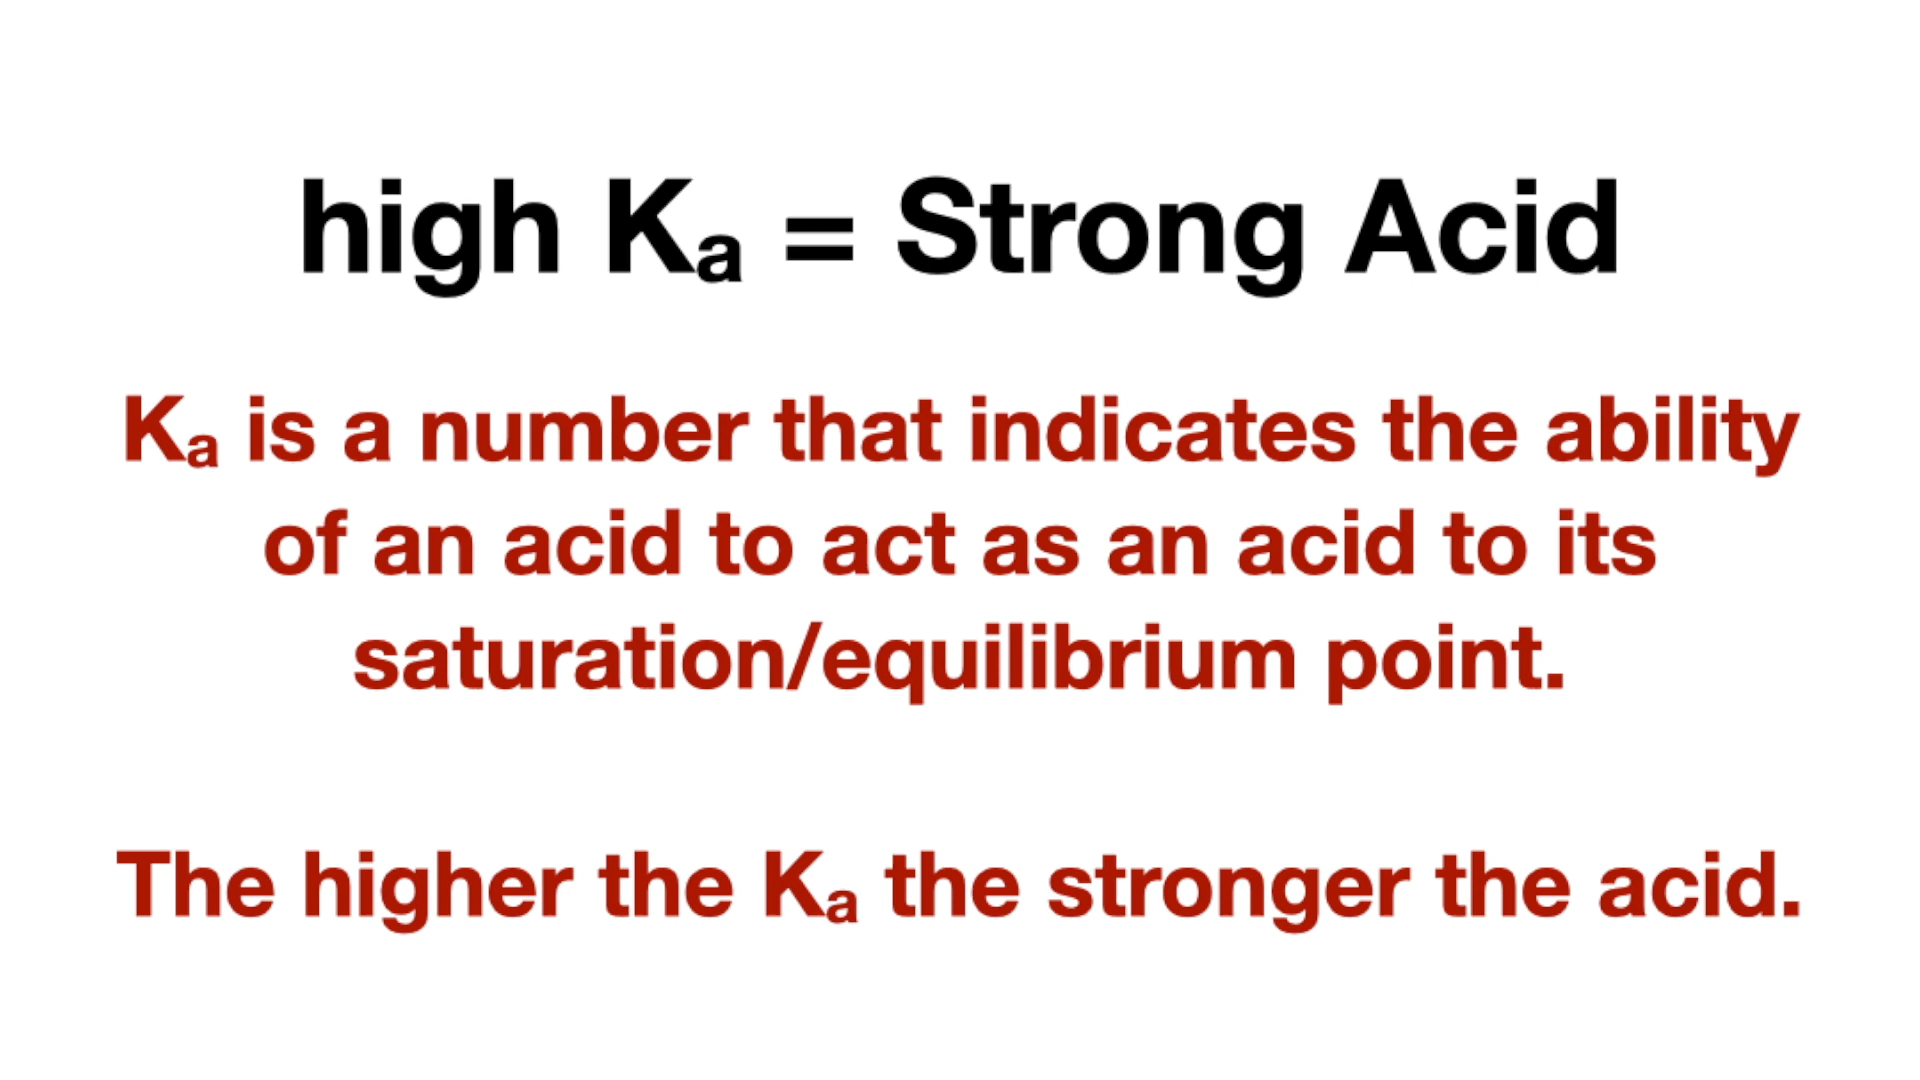 high Kₐ = Strong Acid
Kₐ is a number that indicates the ability
of an acid to act as an acid to its
saturation/equilibrium point.
The higher the Kₐ the stronger the acid.